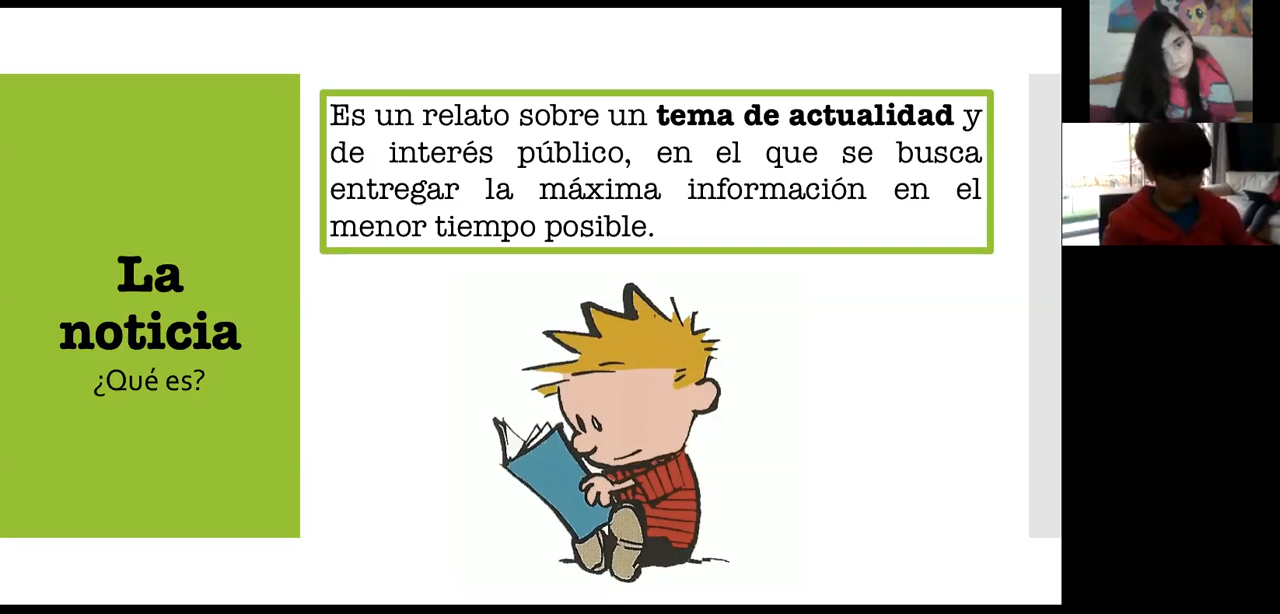 La
noticia
¿Qué es?
Es un relato sobre un tema de actualidad y
de interés público, en el que se busca
entregar la máxima información en el
menor tiempo posible.